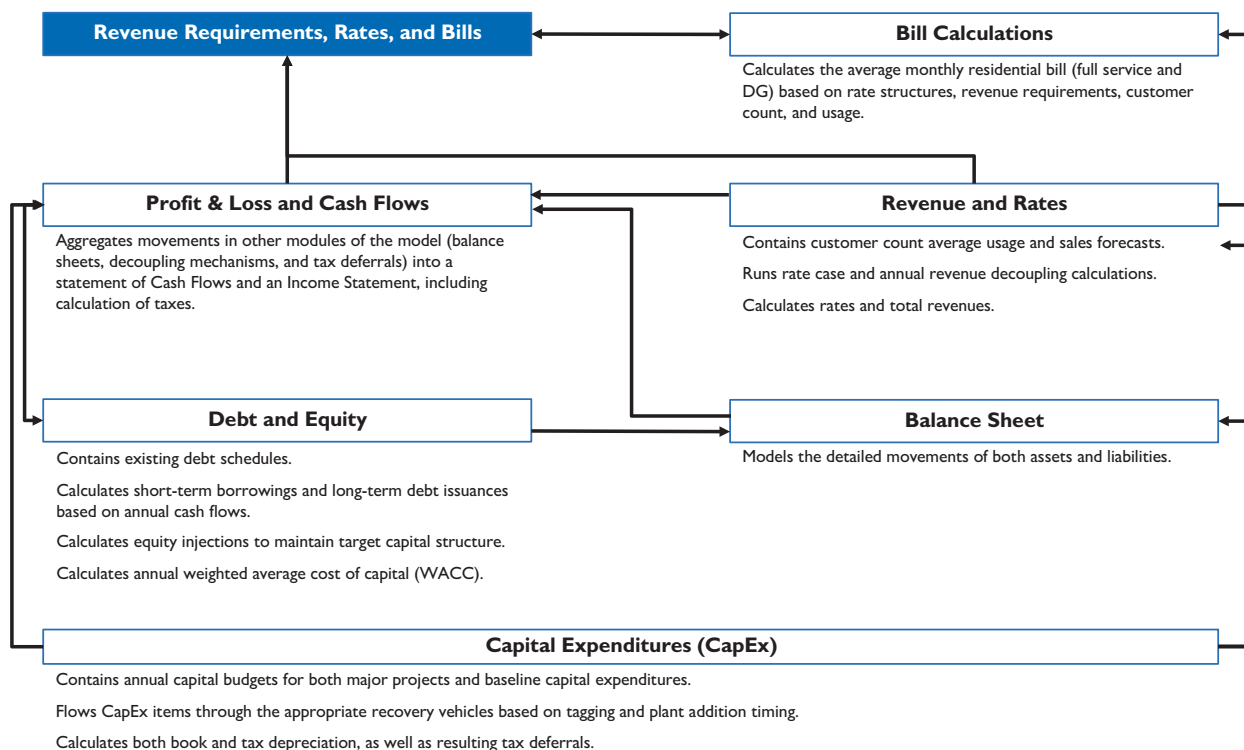 Revenue Requirements, Rates, and Bills
Bill Calculations
Calculates the average monthly residential bill (full service and
DG) based on rate structures, revenue requirements, customer
count, and usage.
Profit & Loss and Cash Flows
Aggregates movements in other modules of the model (balance
sheets, decoupling mechanisms, and tax deferrals) into a
statement of Cash Flows and an Income Statement, including
calculation of taxes.
Revenue and Rates
Contains customer count average usage and sales forecasts.
Runs rate case and annual revenue decoupling calculations.
Calculates rates and total revenues.
Debt and Equity
Contains existing debt schedules.
Calculates short-term borrowings and long-term debt issuances
based on annual cash flows.
Calculates equity injections to maintain target capital structure.
Calculates annual weighted average cost of capital (WACC).
Balance Sheet
Models the detailed movements of both assets and liabilities.
Capital Expenditures (CapEx)
Contains annual capital budgets for both major projects and baseline capital expenditures.
Flows CapEx items through the appropriate recovery vehicles based on tagging and plant addition timing.
Calculates both book and tax depreciation, as well as resulting tax deferrals.